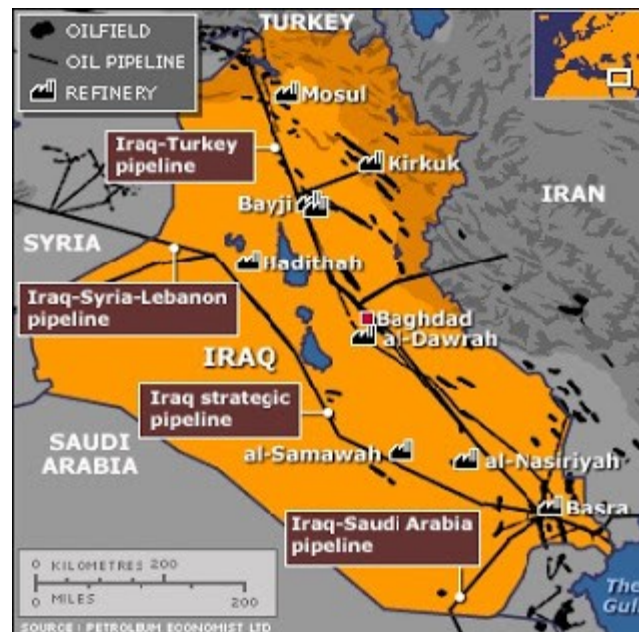 TURKEY
OILFIELD
OIL PIPELINE
REFINERY
Mosul
Iraq-Turkey
pipeline
Kirkuk
IRAN
Bayji
SYRIA
Hadithah
Iraq-Syria-Lebanon
pipeline
Baghdad
al-Dawrah
IRAQ
Iraq strategic
pipeline
SAUDI
ARABIA
al-Samawah
al-Nasiriyah
Basra
Iraq-Saudi Arabia
pipeline
0 KILOMETRES 200
0 MILES 200
The
Gulf
SOURCE : PETROLEUM ECONOMIST LTD